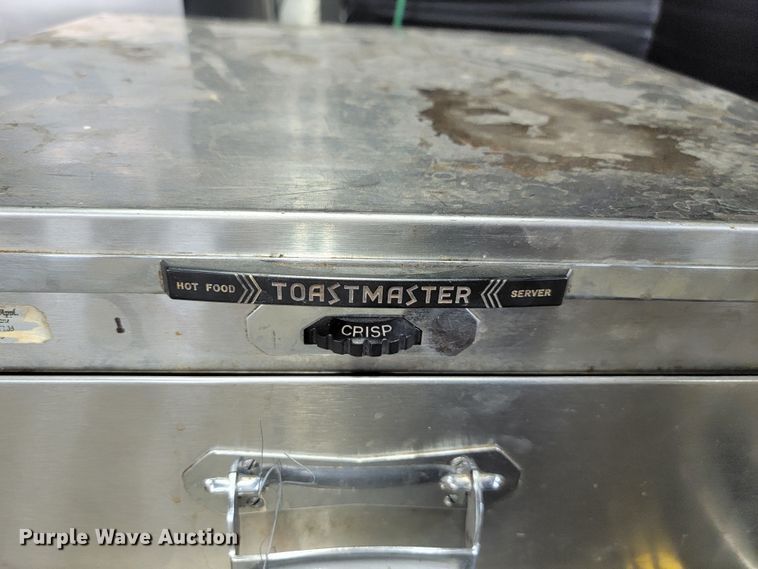 HOT FOOD TOASTMASTER SERVER
CRISP
Purple Wave Auction